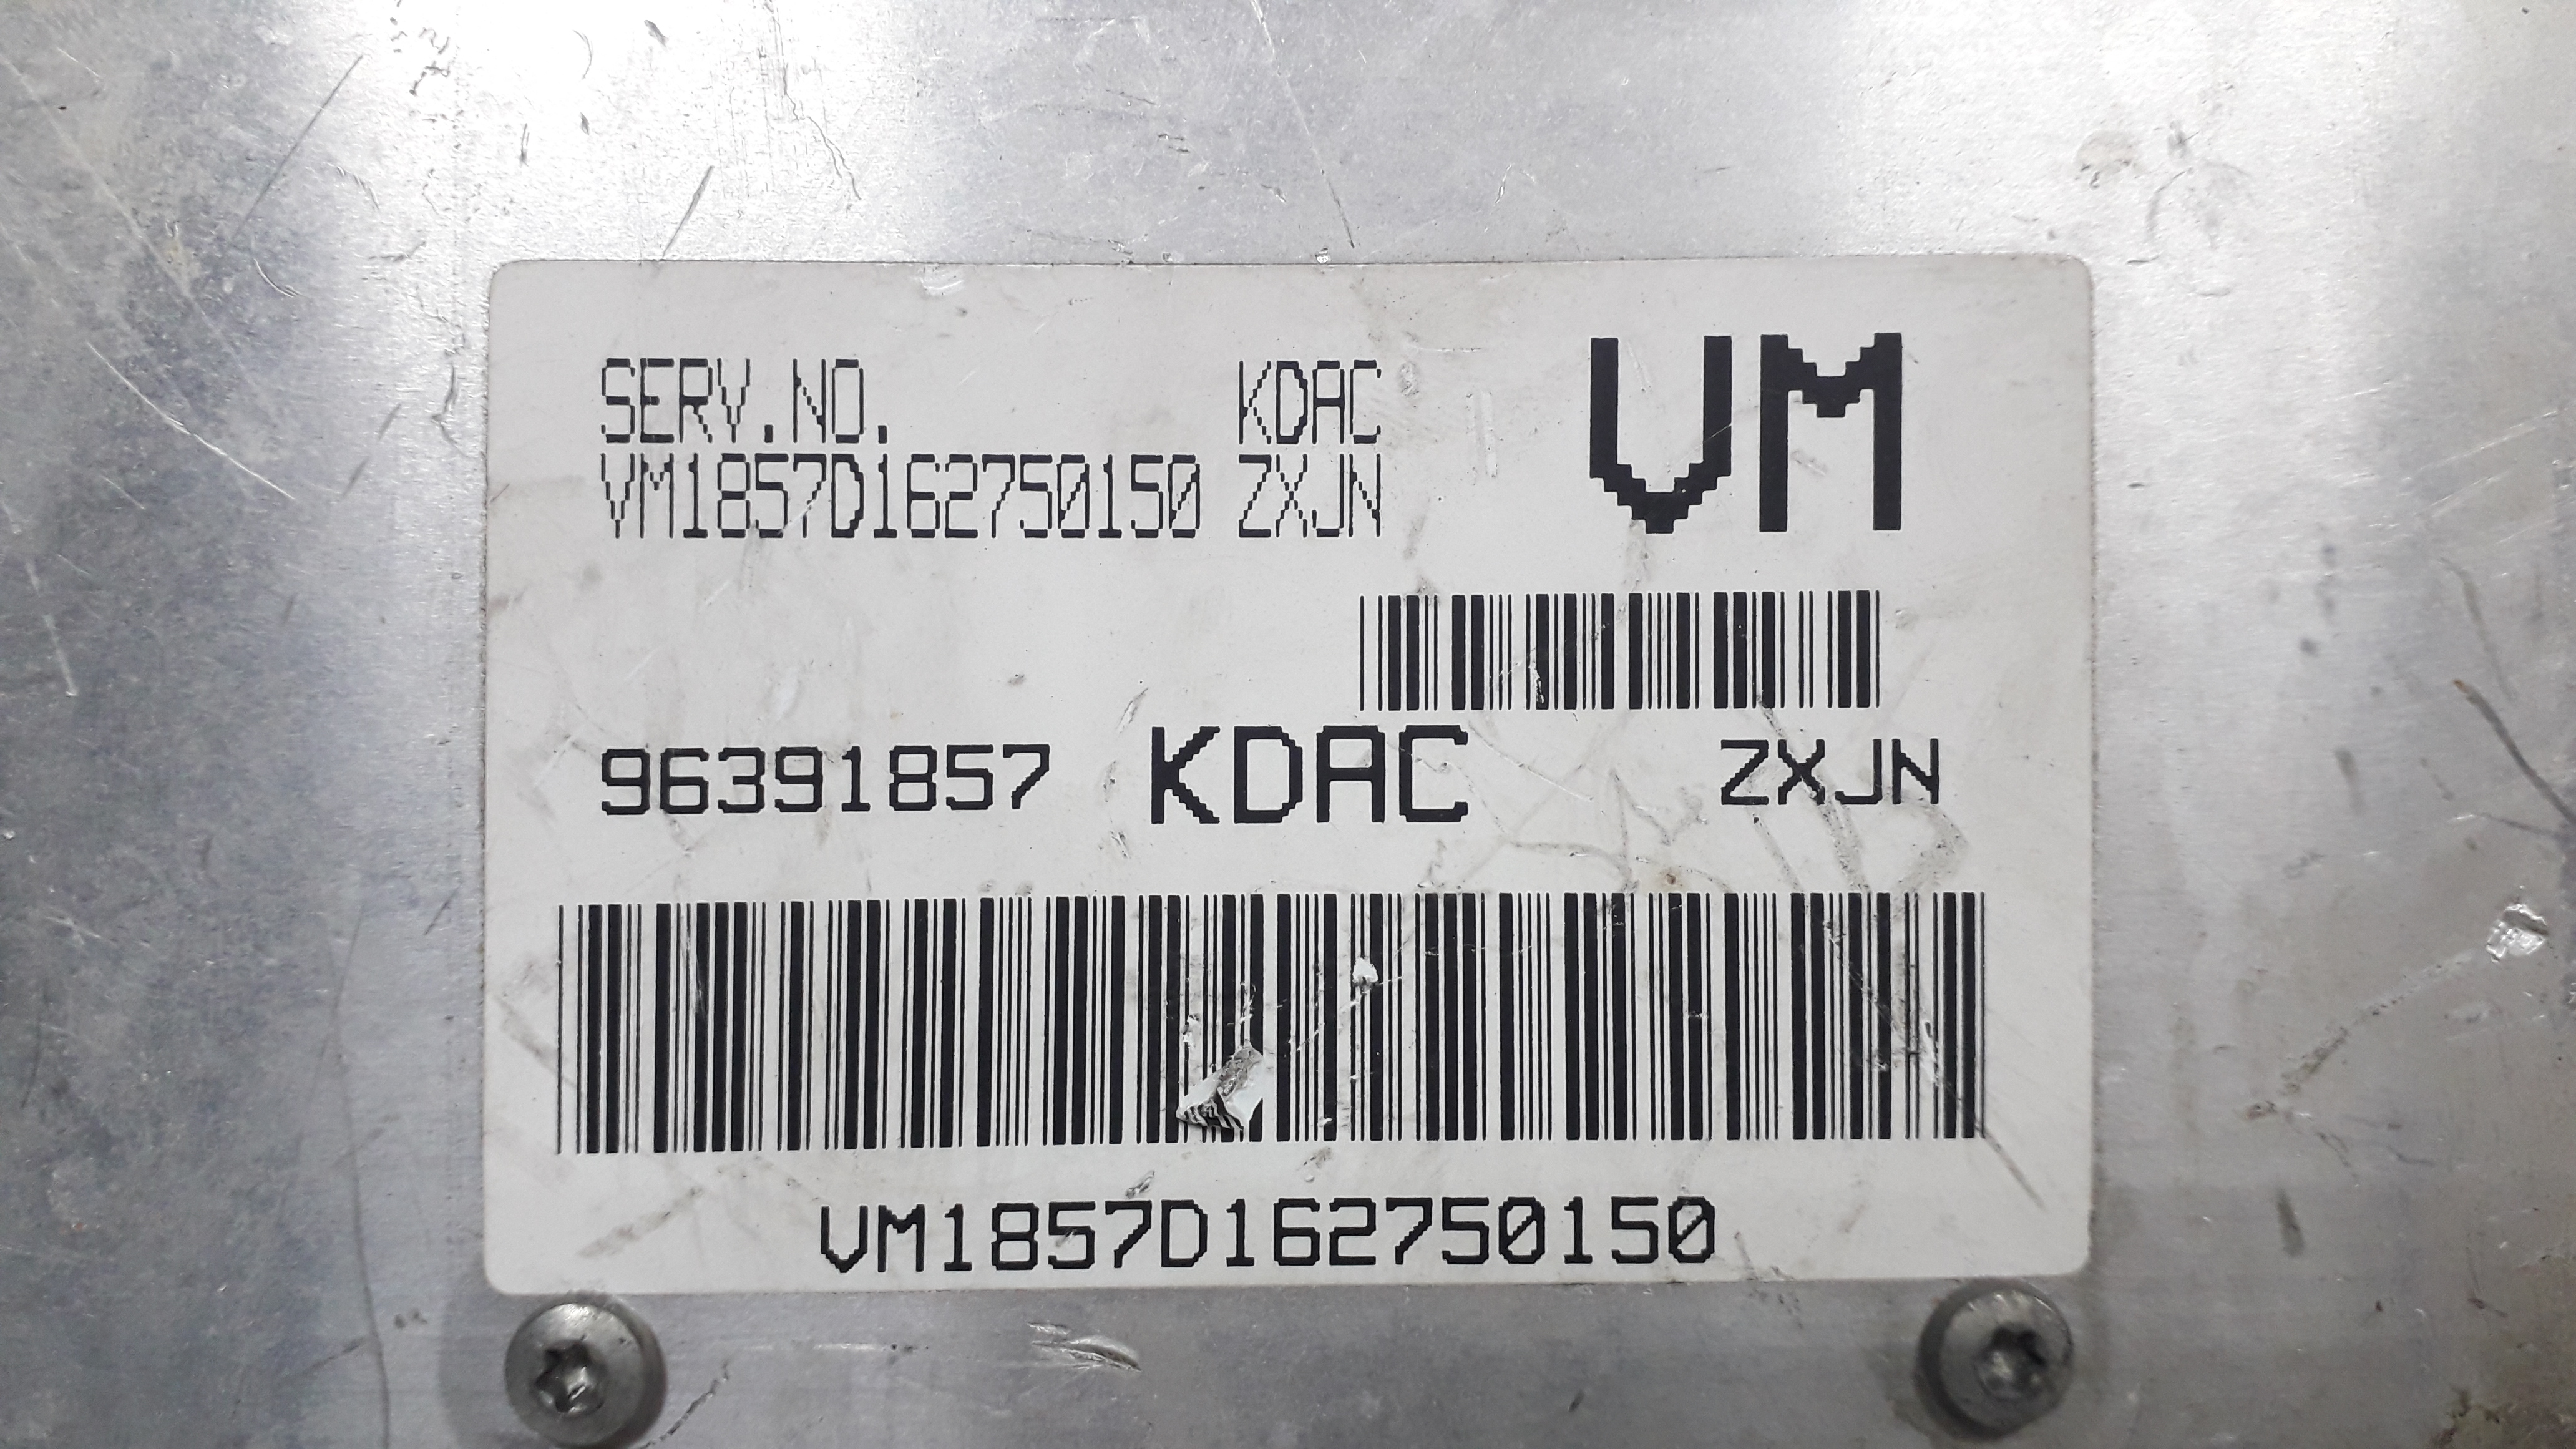 SERV.NO. KDAC VM
VM1857D162750150 ZXJN
96391857 KDAC ZXJN
VM1857D162750150